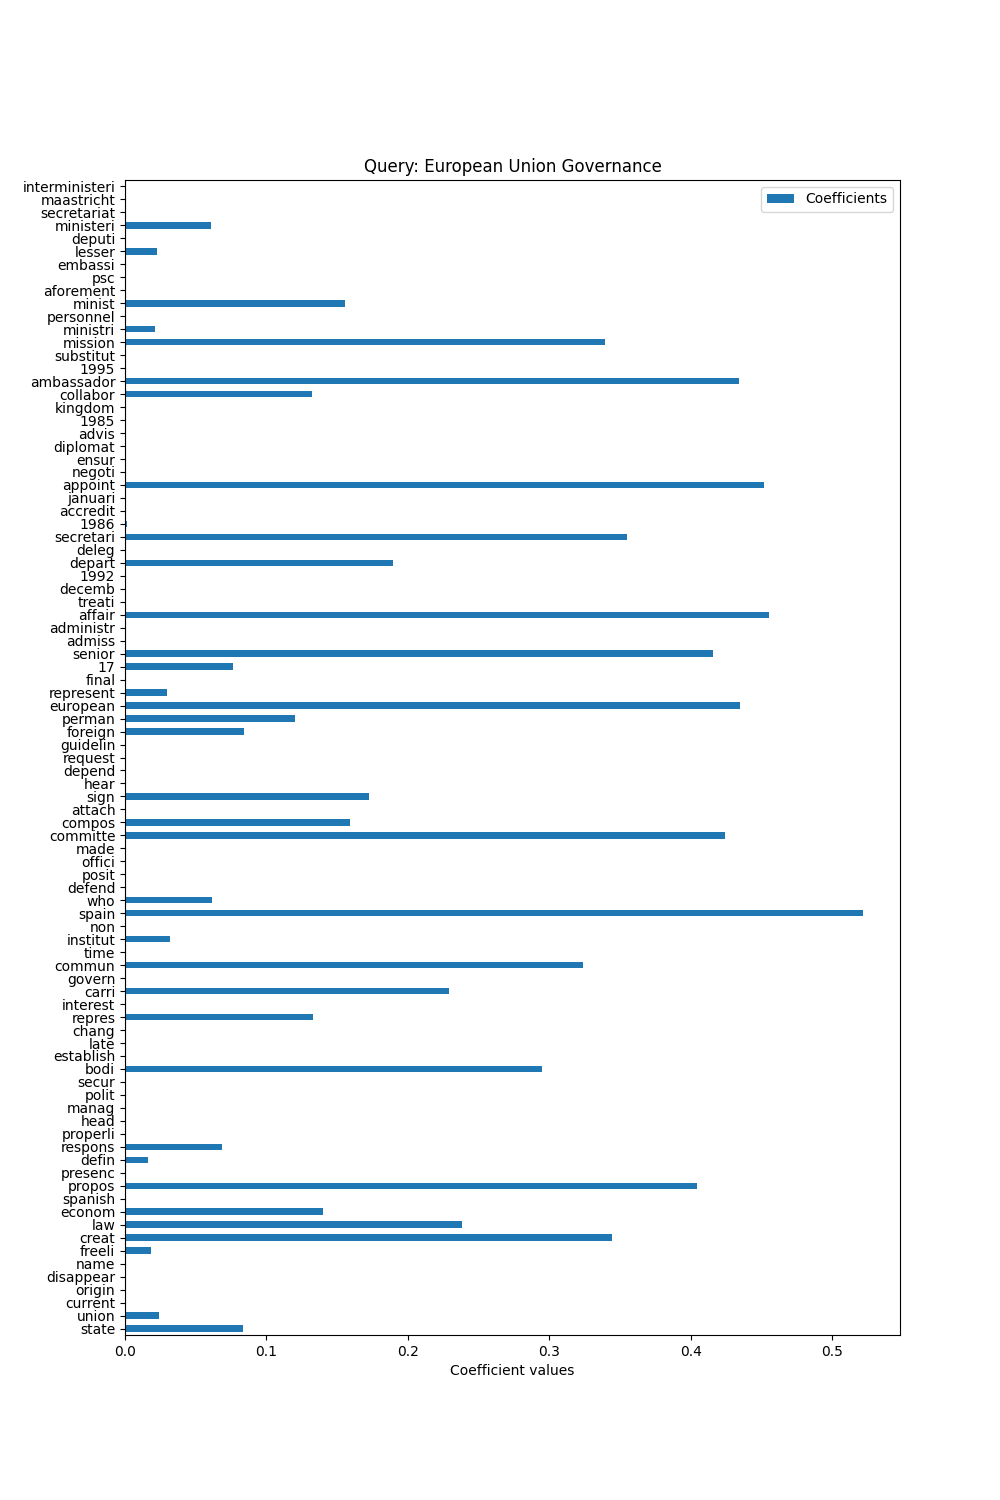 Query: European Union Governance
Coefficients
interministeri
maastricht
secretariat
ministeri
deputi
lesser
embassi
psc
aforement
minist
personnel
ministri
mission
substitut
1995
ambassador
collabor
kingdom
1985
advis
diplomat
ensur
negoti
appoint
januari
accredit
1986
secretari
deleg
depart
1992
decemb
treati
affair
administr
admiss
senior
17
final
represent
european
perman
foreign
guidelin
request
depend
hear
sign
attach
compos
committe
made
offici
posit
defend
who
spain
non
institut
time
commun
govern
carri
interest
repres
chang
late
establish
bodi
secur
polit
manag
head
properli
respons
defin
presenc
propos
spanish
econom
law
creat
freeli
name
disappear
origin
current
union
state
0.0 0.1 0.2 0.3 0.4 0.5
Coefficient values